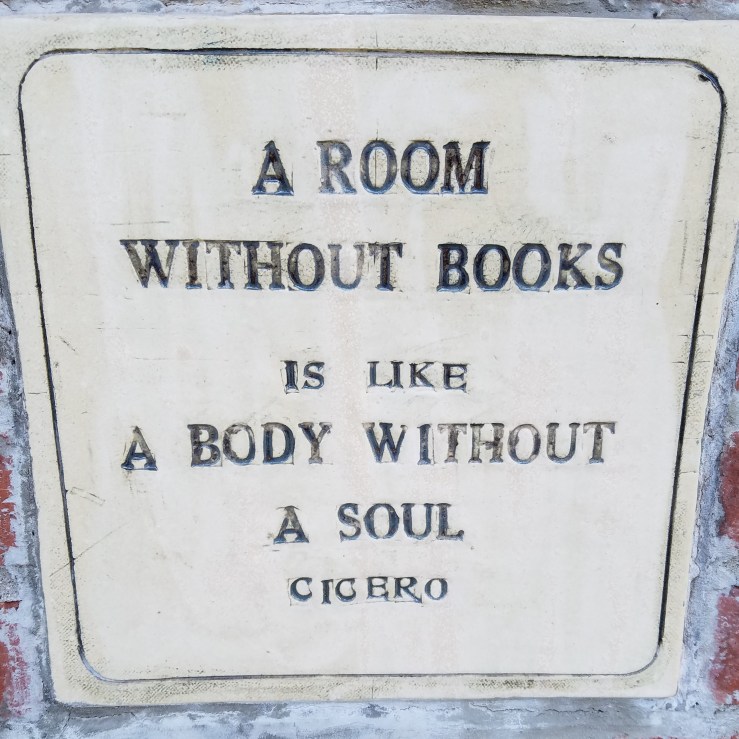 A ROOM
WITHOUT BOOKS
IS LIKE
A BODY WITHOUT
A SOUL
CICERO